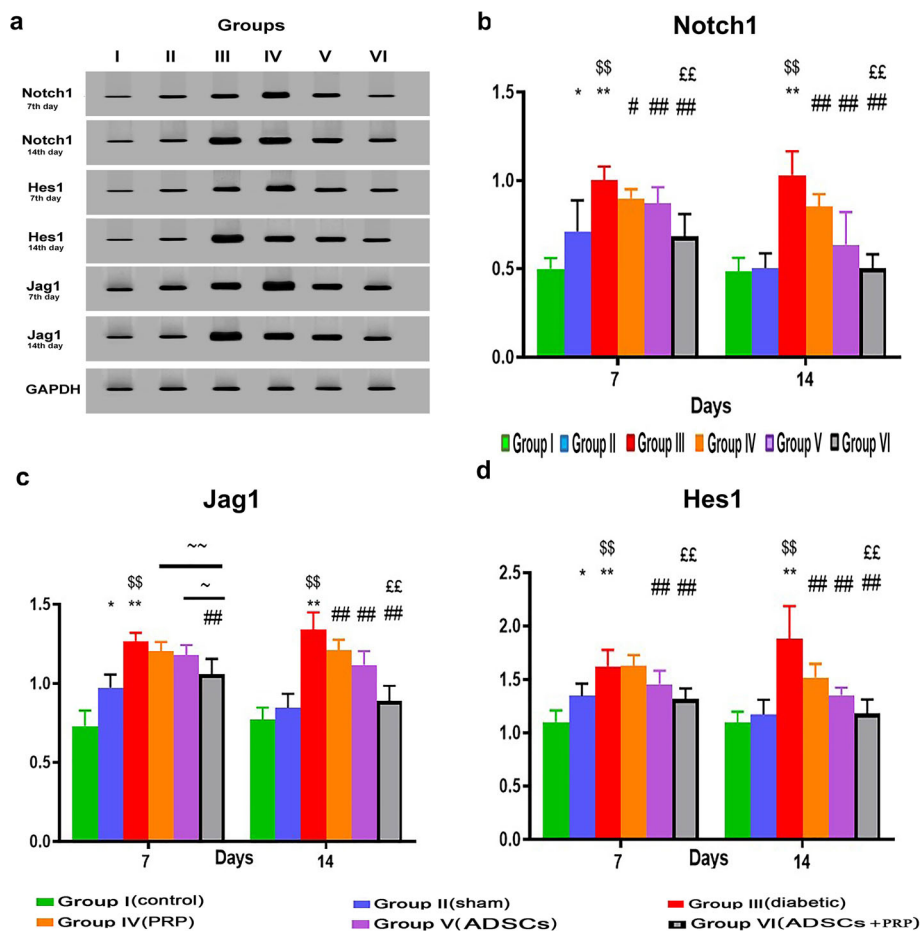 a
Groups
I II III IV V VI
Notch1
7th day
Notch1
14th day
Hes1
7th day
Hes1
14th day
Jag1
7th day
Jag1
14th day
GAPDH
b
Notch1
$$ ££ $$ ££
* ** # ## ## ** ## ## ##
1.5
1.0
0.5
0.0
7 14
Days
Group I Group II Group III Group IV Group V Group VI
c
Jag1
~~
$$ ~ $$ ££
* ** ## ** ## ## ##
1.5
1.0
0.5
0.0
7 Days 14
d
Hes1
$$ ££ $$ ££
* ** ## ## ** ## ## ##
2.5
2.0
1.5
1.0
0.5
0.0
7 Days 14
Group I(control) Group II(sham) Group III(diabetic)
Group IV(PRP) Group V(ADSCs) Group VI(ADSCs +PRP)